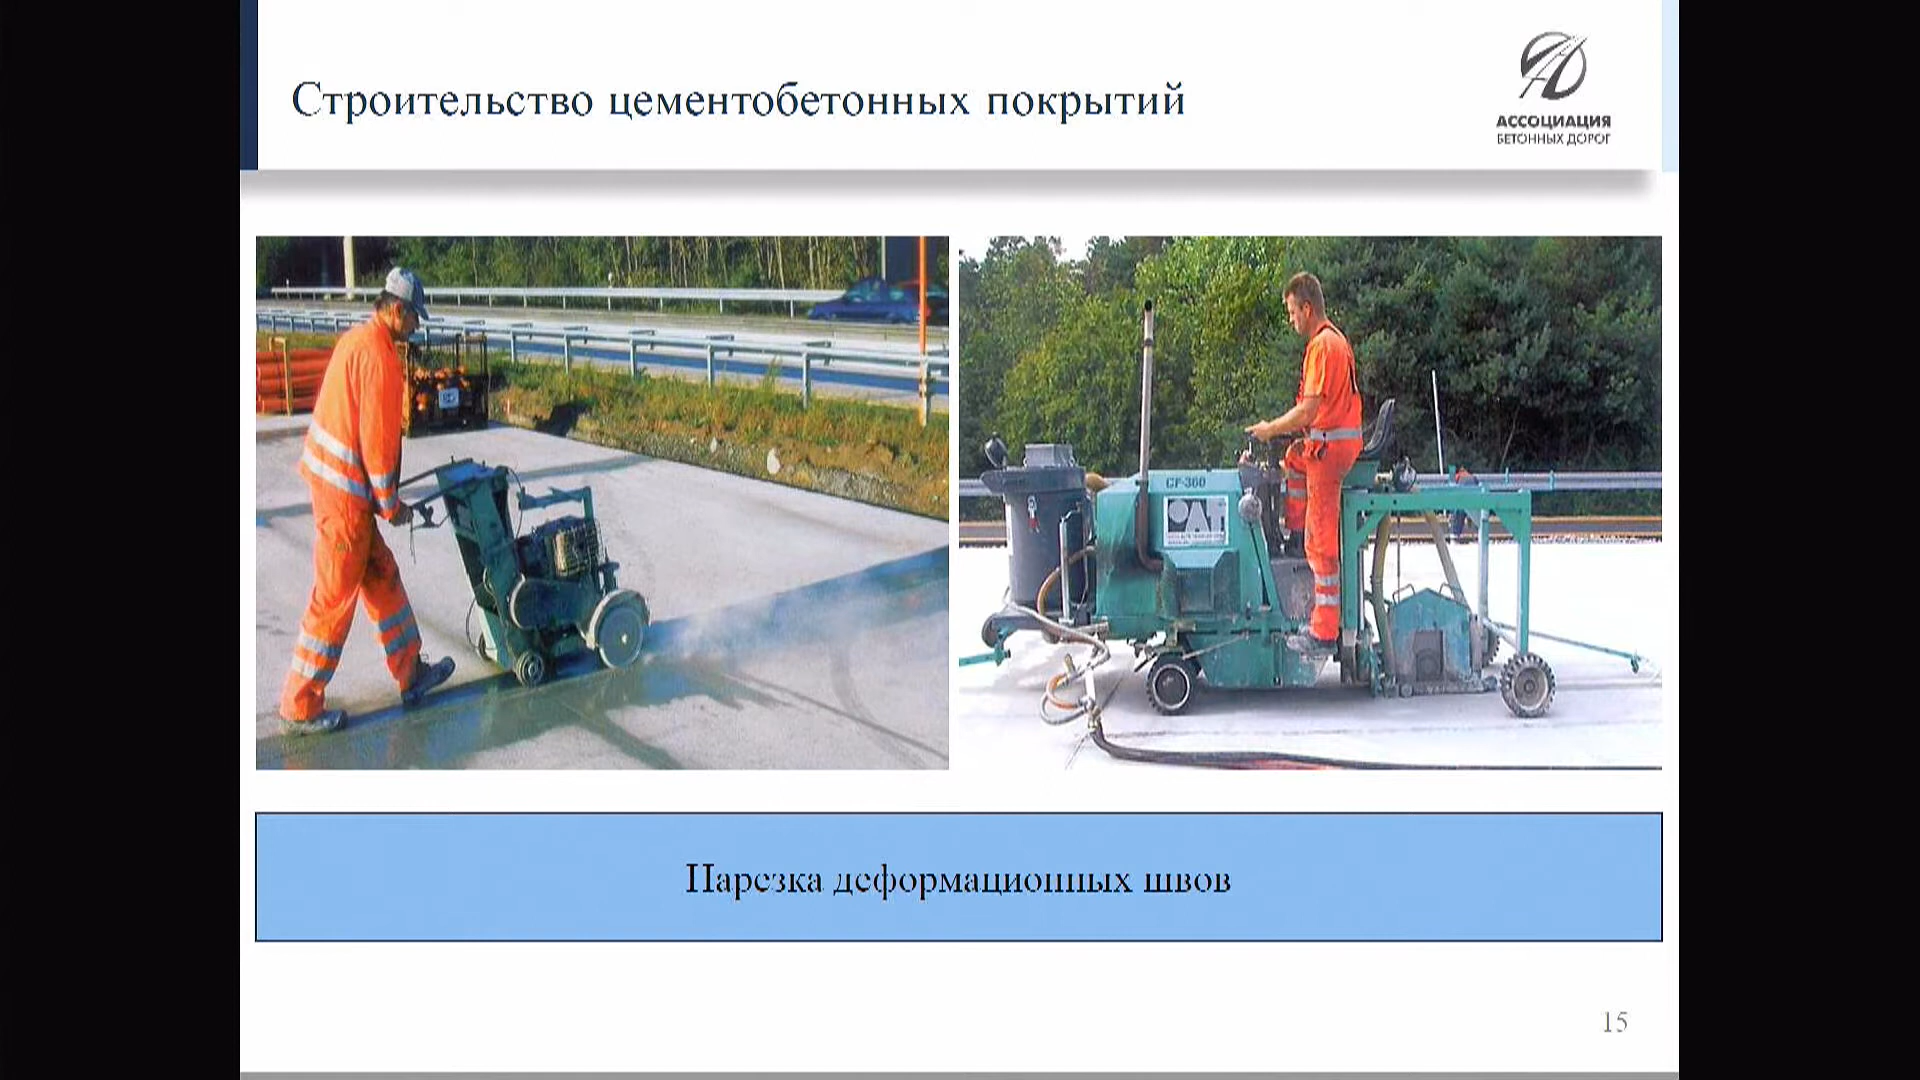 Строительство цементобетонных покрытий
АССОЦИАЦИЯ
БЕТОННЫХ ДОРОГ
CF-360
Нарезка деформационных швов
15